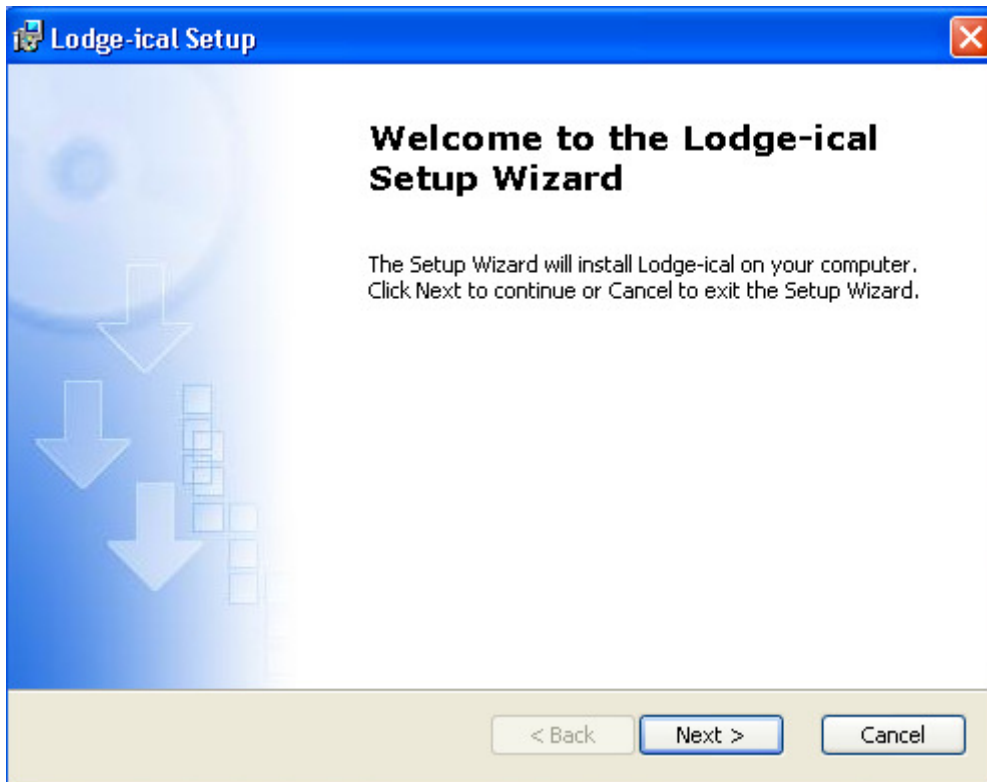 Lodge-ical Setup
Welcome to the Lodge-ical
Setup Wizard
The Setup Wizard will install Lodge-ical on your computer.
Click Next to continue or Cancel to exit the Setup Wizard.
< Back Next > Cancel